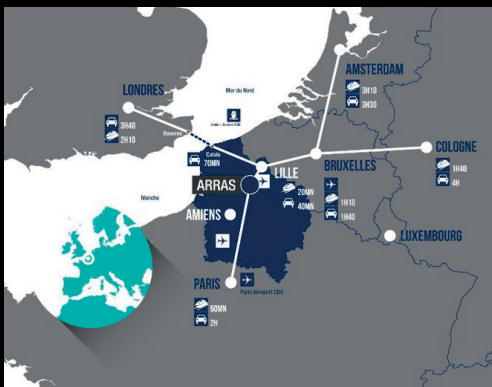 AMSTERDAM
3H10
3H30
Mer du Nord
LONDRES
3H40
2H10
Douvres
Calais
70MN
LILLE
ARRAS
20MN
40MN
BRUXELLES
1H10
1H40
COLOGNE
1H40
4H
Manche
AMIENS
LUXEMBOURG
PARIS
Paris Aéroport CDG
50MN
2H